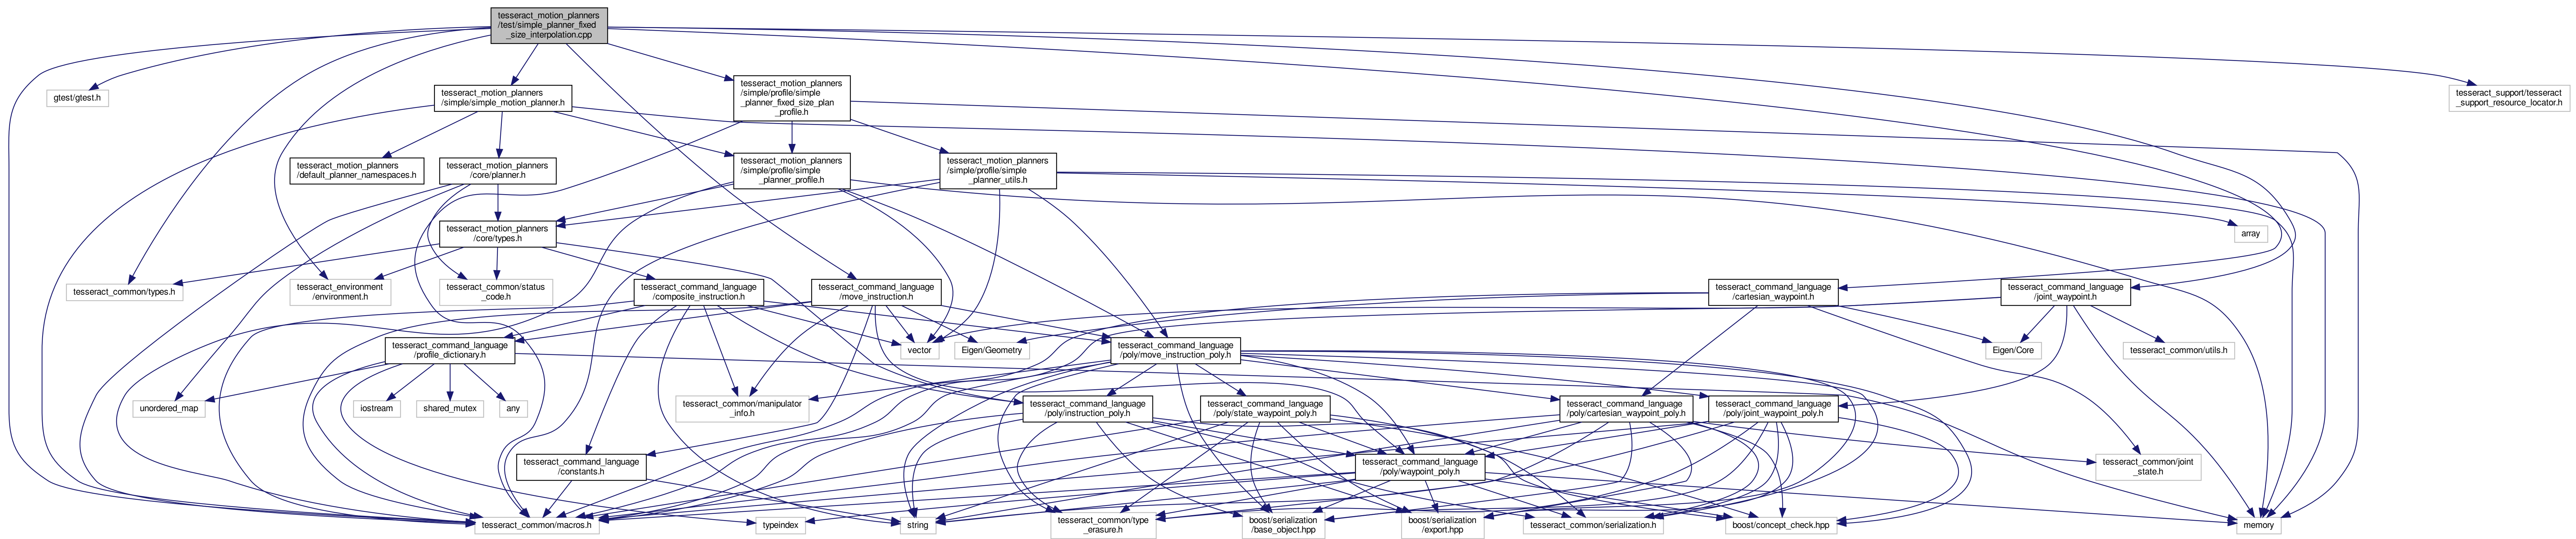 tesseract_motion_planners
/test/simple_planner_fixed
_size_interpolation.cpp
gtest/gtest.h
tesseract_motion_planners
/simple/simple_motion_planner.h
tesseract_motion_planners
/simple/profile/simple
_planner_fixed_size_plan
_profile.h
tesseract_support/tesseract
_support_resource_locator.h
tesseract_motion_planners
/default_planner_namespaces.h
tesseract_motion_planners
/core/planner.h
tesseract_motion_planners
/simple/profile/simple
_planner_profile.h
tesseract_motion_planners
/simple/profile/simple
_planner_utils.h
tesseract_motion_planners
/core/types.h
array
tesseract_common/types.h
tesseract_environment
/environment.h
tesseract_common/status
_code.h
tesseract_command_language
/composite_instruction.h
tesseract_command_language
/move_instruction.h
tesseract_command_language
/cartesian_waypoint.h
tesseract_command_language
/joint_waypoint.h
tesseract_command_language
/profile_dictionary.h
vector
Eigen/Geometry
tesseract_command_language
/poly/move_instruction_poly.h
Eigen/Core
tesseract_common/utils.h
unordered_map
iostream
shared_mutex
any
tesseract_common/manipulator
_info.h
tesseract_command_language
/poly/instruction_poly.h
tesseract_command_language
/poly/state_waypoint_poly.h
tesseract_command_language
/poly/cartesian_waypoint_poly.h
tesseract_command_language
/poly/joint_waypoint_poly.h
tesseract_command_language
/constants.h
tesseract_command_language
/poly/waypoint_poly.h
tesseract_common/joint
_state.h
tesseract_common/macros.h
typeindex
string
tesseract_common/type
_erasure.h
boost/serialization
/base_object.hpp
boost/serialization
/export.hpp
tesseract_common/serialization.h
boost/concept_check.hpp
memory